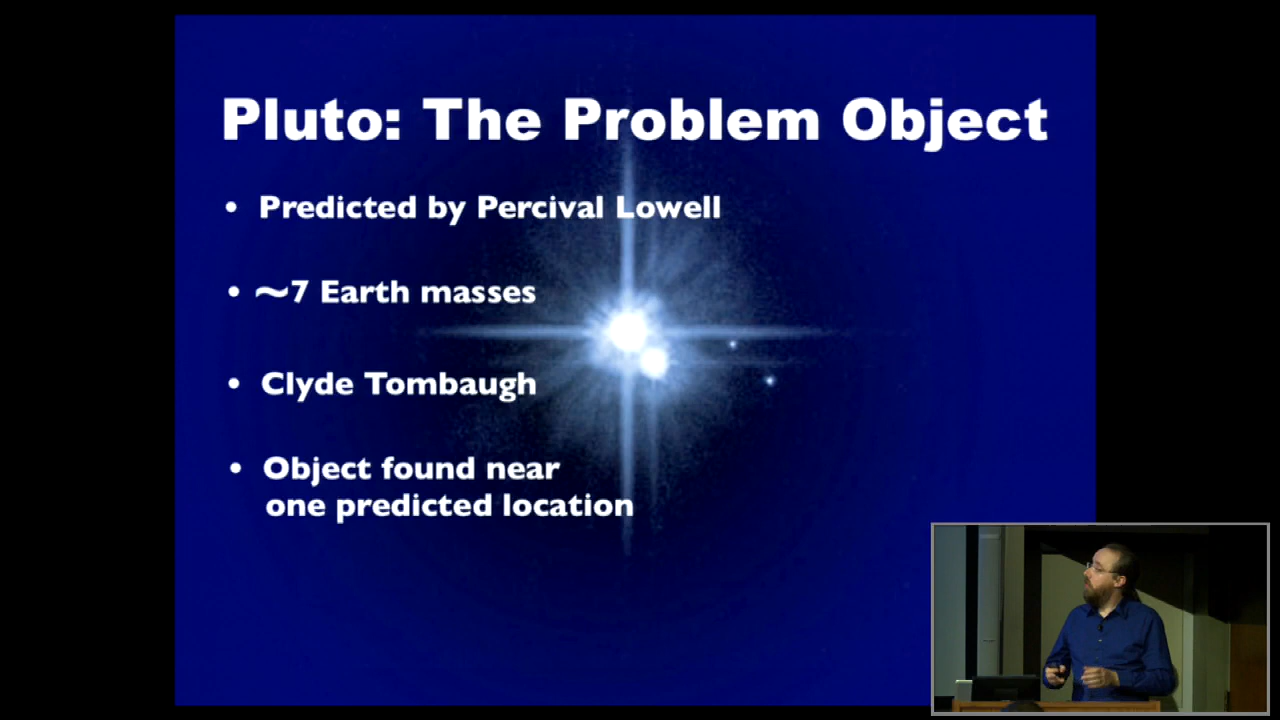 Pluto: The Problem Object
• Predicted by Percival Lowell
• ~7 Earth masses
• Clyde Tombaugh
• Object found near
one predicted location